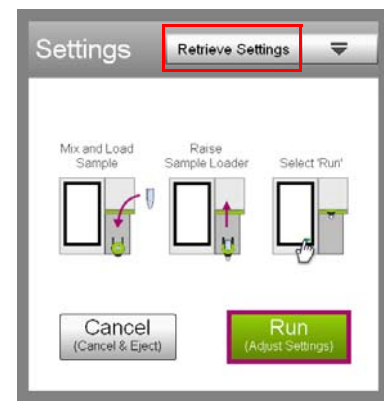 Settings
Retrieve Settings
Mix and Load
Sample
Raise
Sample Loader
Select 'Run'
Cancel
(Cancel & Eject)
Run
(Adjust Settings)